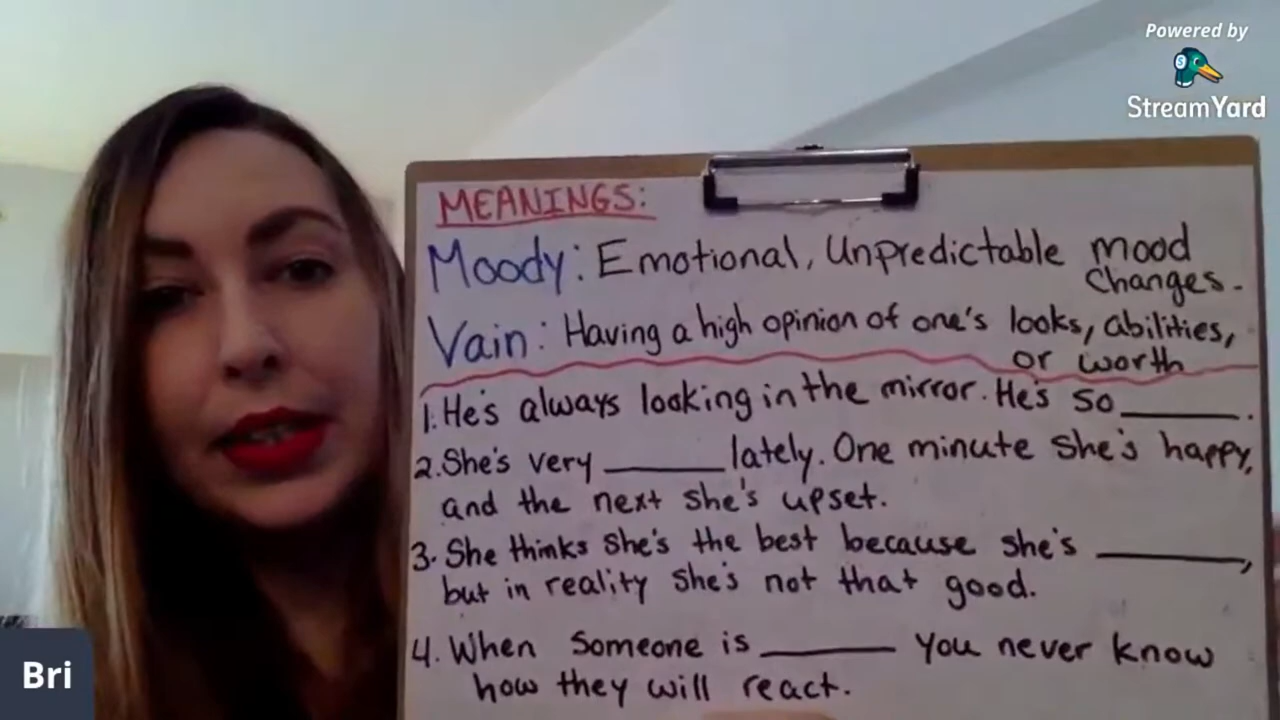 Powered by
StreamYard
MEANINGS:
Moody: Emotional, Unpredictable mood
changes.
Vain: Having a high opinion of one's looks, abilities,
or worth
1. He's always looking in the mirror. He's so ______.
2. She's very ______ lately. One minute she's happy,
and the next she's upset.
3. She thinks she's the best because she's ______,
but in reality she's not that good.
4. When someone is ______ you never know
how they will react.
Bri